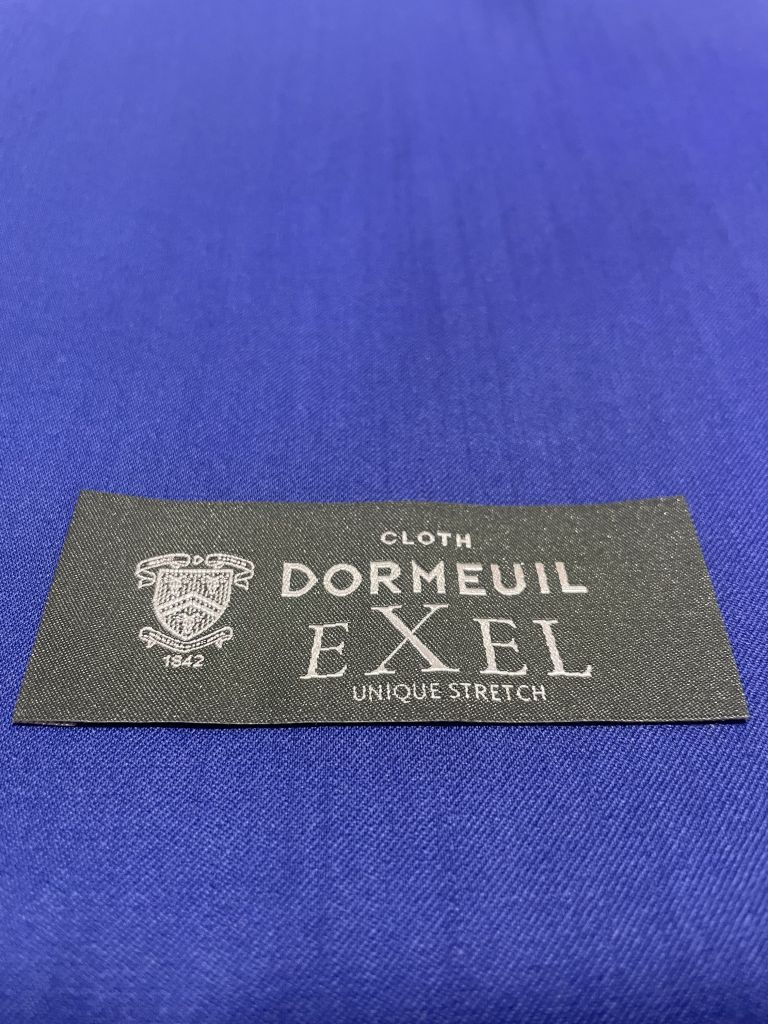 CLOTH
DORMEUIL
EXEL
UNIQUE STRETCH
1842